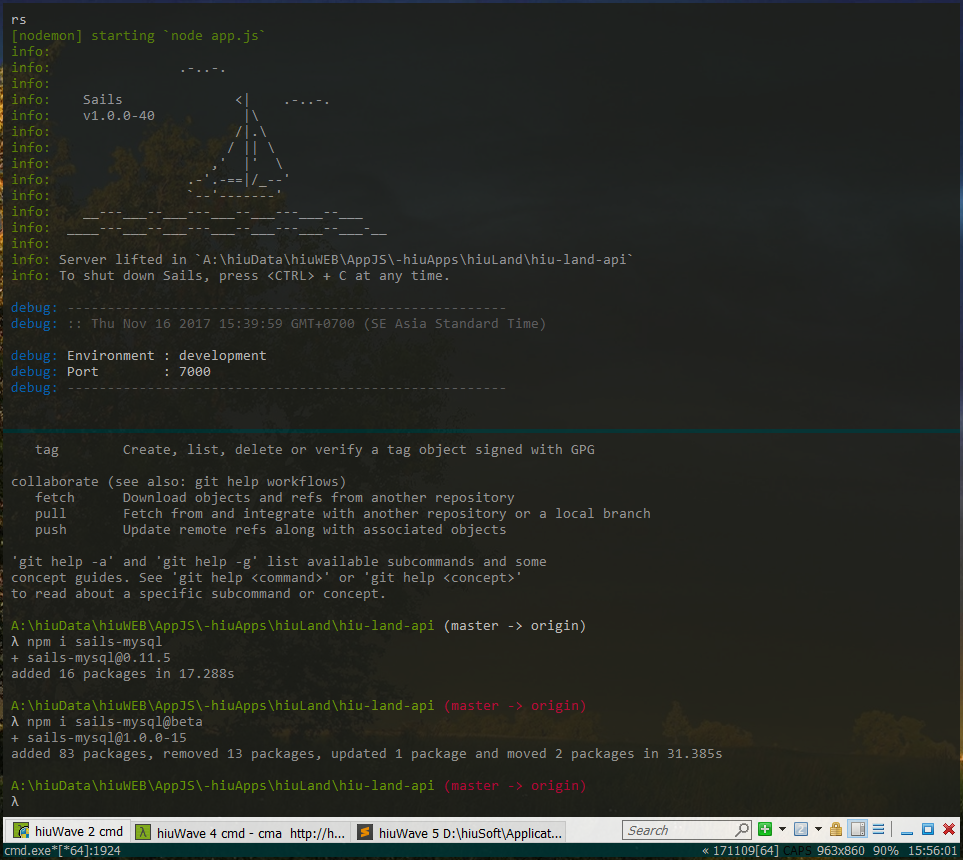 rs
[nodemon] starting `node app.js`
info:
info:                .-..-.
info:
info:    Sails              <|    .-..-.
info:    v1.0.0-40           |\
info:                       /|.\
info:                      / || \
info:                    ,'  |'  \
info:                 .-'.-==|/_--'
info:                 `--'-------'
info:    __---___--___---___--___---___--___
info:  ____---___--___---___--___---___--___-__
info:
info: Server lifted in `A:\hiuData\hiuWEB\AppJS\-hiuApps\hiuLand\hiu-land-api`
info: To shut down Sails, press <CTRL> + C at any time.
debug: -------------------------------------------------------
debug: :: Thu Nov 16 2017 15:39:59 GMT+0700 (SE Asia Standard Time)
debug: Environment : development
debug: Port        : 7000
debug: -------------------------------------------------------
   tag        Create, list, delete or verify a tag object signed with GPG
collaborate (see also: git help workflows)
   fetch      Download objects and refs from another repository
   pull       Fetch from and integrate with another repository or a local branch
   push       Update remote refs along with associated objects
'git help -a' and 'git help -g' list available subcommands and some
concept guides. See 'git help <command>' or 'git help <concept>'
to read about a specific subcommand or concept.
A:\hiuData\hiuWEB\AppJS\-hiuApps\hiuLand\hiu-land-api (master -> origin)
λ npm i sails-mysql
+ sails-mysql@0.11.5
added 16 packages in 17.288s
A:\hiuData\hiuWEB\AppJS\-hiuApps\hiuLand\hiu-land-api (master -> origin)
λ npm i sails-mysql@beta
+ sails-mysql@1.0.0-15
added 83 packages, removed 13 packages, updated 1 package and moved 2 packages in 31.385s
A:\hiuData\hiuWEB\AppJS\-hiuApps\hiuLand\hiu-land-api (master -> origin)
λ
hiuWave 2 cmd λ hiuWave 4 cmd - cma  http://h... hiuWave 5 D:\hiuSoft\Applicat... Search
cmd.exe*[*64]:1924 « 171109[64] CAPS 963x860 90% 15:56:01